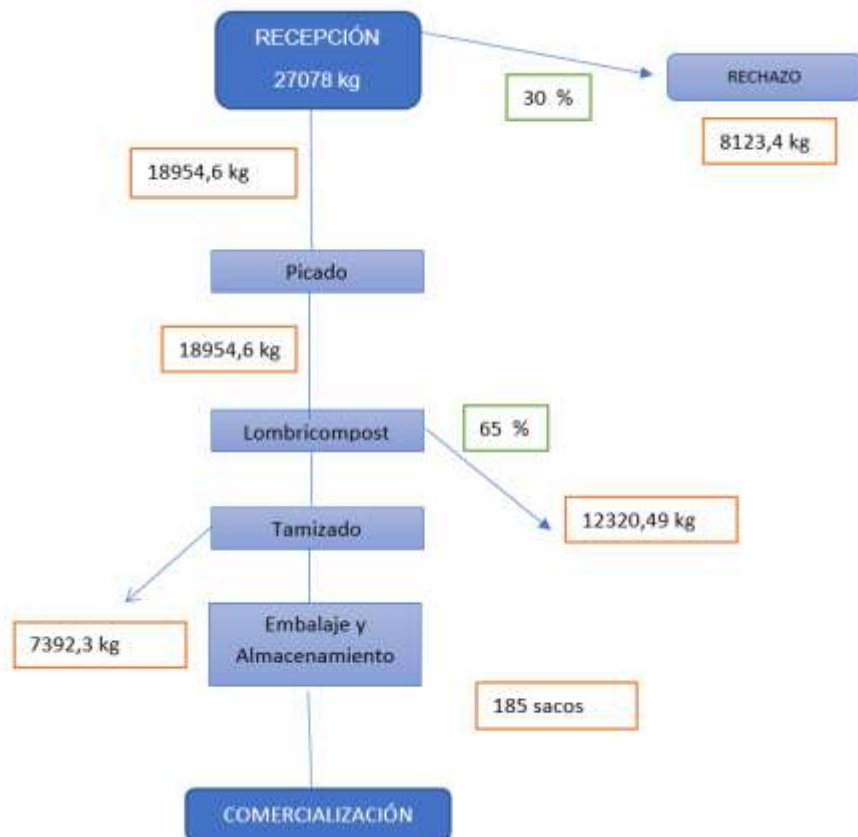 RECEPCIÓN
27078 kg
RECHAZO
30 %
8123,4 kg
18954,6 kg
Picado
18954,6 kg
Lombricompost
65 %
12320,49 kg
Tamizado
7392,3 kg
Embalaje y
Almacenamiento
185 sacos
COMERCIALIZACIÓN